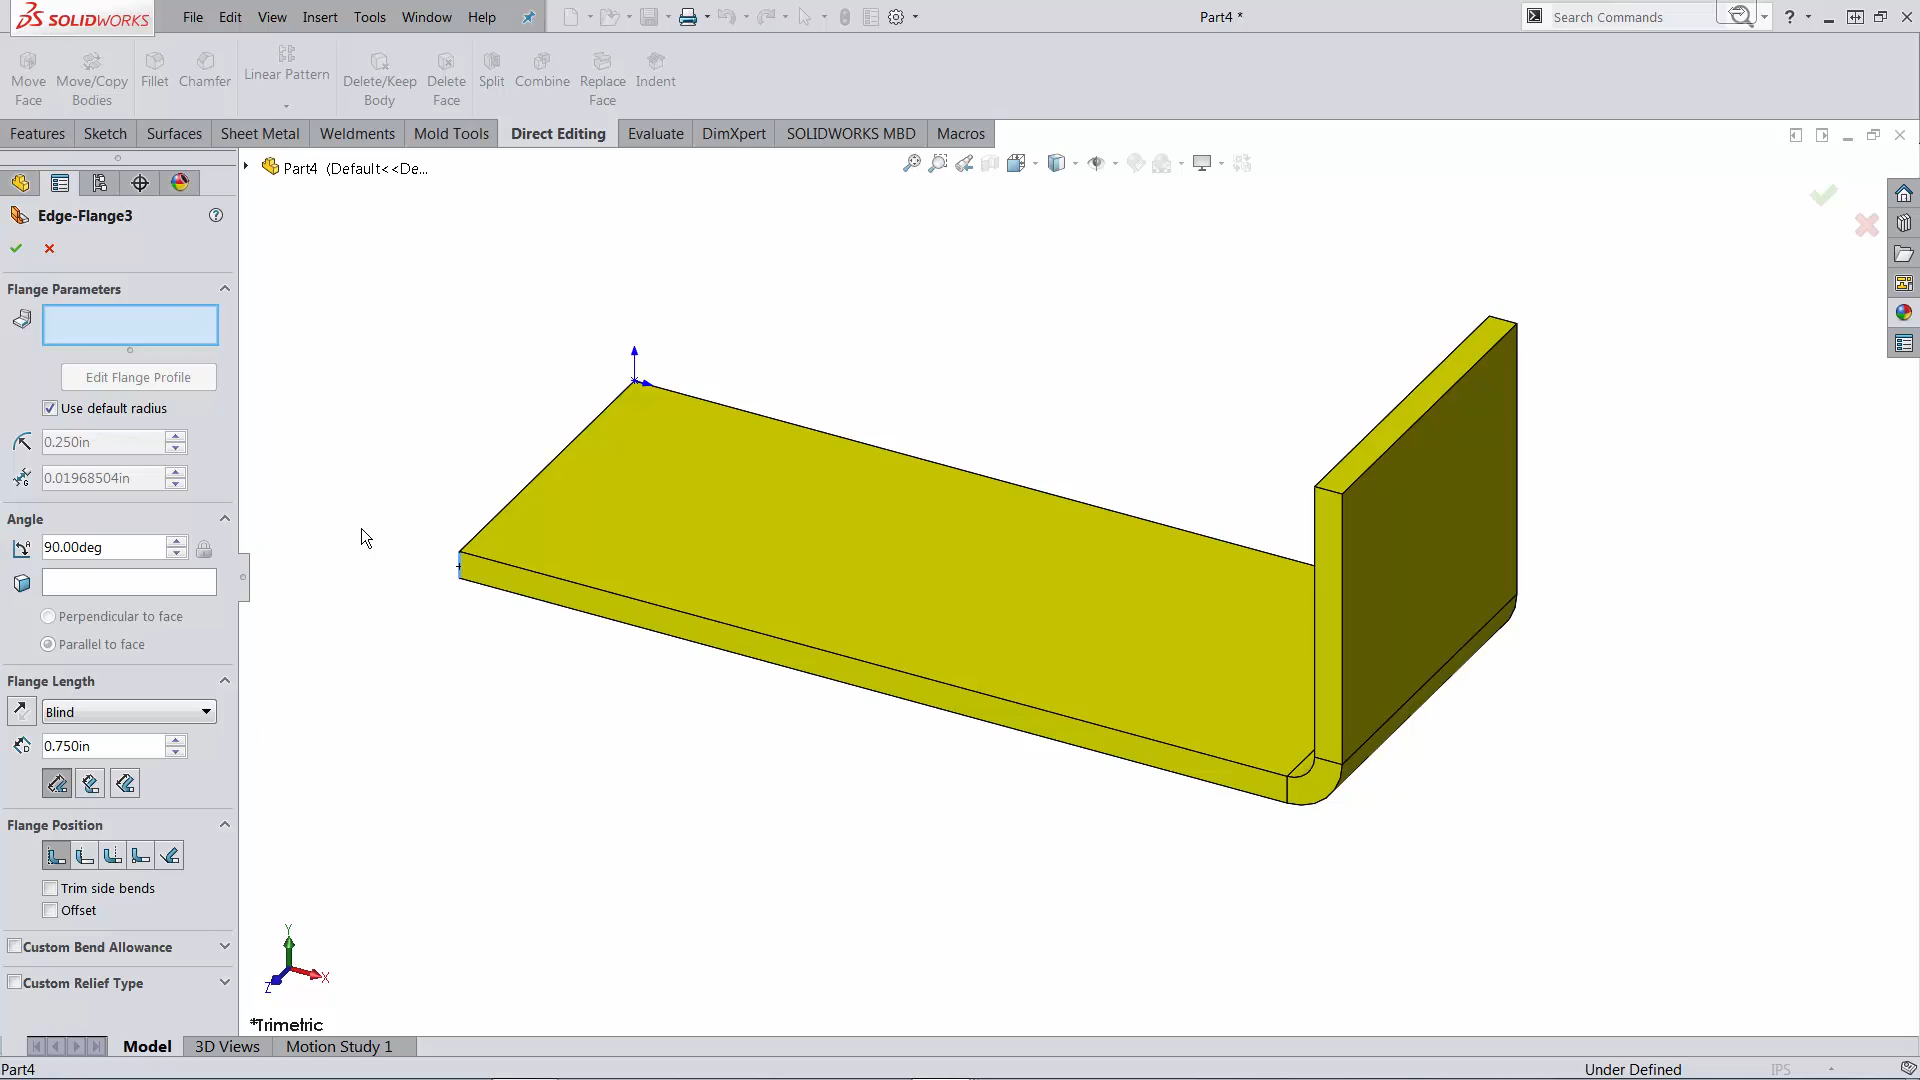 SOLIDWORKS File Edit View Insert Tools Window Help Part4 * Search Commands ?
Move Face Move/Copy Bodies Fillet Chamfer Linear Pattern Delete/Keep Body Delete Face Split Combine Replace Face Indent
Features Sketch Surfaces Sheet Metal Weldments Mold Tools Direct Editing Evaluate DimXpert SOLIDWORKS MBD Macros
Part4 (Default<<De...
Edge-Flange3 ?
Flange Parameters
Edit Flange Profile
Use default radius
0.250in
0.01968504in
Angle
90.00deg
Perpendicular to face
Parallel to face
Flange Length
Blind
0.750in
Flange Position
Trim side bends
Offset
Custom Bend Allowance
Custom Relief Type
Y
X
Z
*Trimetric
Model 3D Views Motion Study 1
Part4 Under Defined IPS